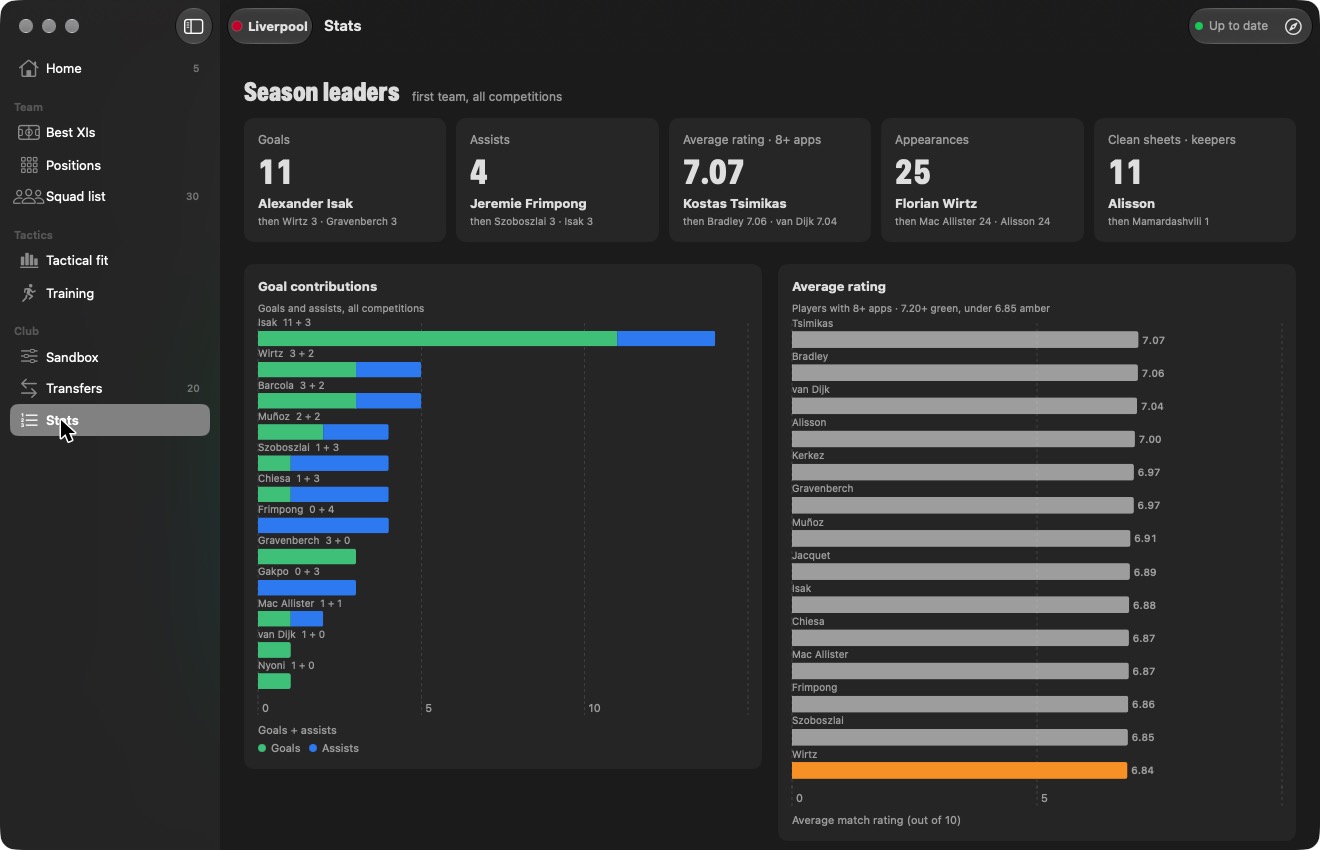 Liverpool
Stats
Up to date
Home 5
Team
Best XIs
Positions
Squad list 30
Tactics
Tactical fit
Training
Club
Sandbox
Transfers 20
Stats
Season leaders first team, all competitions
Goals
11
Alexander Isak
then Wirtz 3 · Gravenberch 3
Assists
4
Jeremie Frimpong
then Szoboszlai 3 · Isak 3
Average rating · 8+ apps
7.07
Kostas Tsimikas
then Bradley 7.06 · van Dijk 7.04
Appearances
25
Florian Wirtz
then Mac Allister 24 · Alisson 24
Clean sheets · keepers
11
Alisson
then Mamardashvili 1
Goal contributions
Goals and assists, all competitions
Isak 11 + 3
Wirtz 3 + 2
Barcola 3 + 2
Muñoz 2 + 2
Szoboszlai 1 + 3
Chiesa 1 + 3
Frimpong 0 + 4
Gravenberch 3 + 0
Gakpo 0 + 3
Mac Allister 1 + 1
van Dijk 1 + 0
Nyoni 1 + 0
0 5 10
Goals + assists
Goals Assists
Average rating
Players with 8+ apps · 7.20+ green, under 6.85 amber
Tsimikas
7.07
Bradley
7.06
van Dijk
7.04
Alisson
7.00
Kerkez
6.97
Gravenberch
6.97
Muñoz
6.91
Jacquet
6.89
Isak
6.88
Chiesa
6.87
Mac Allister
6.87
Frimpong
6.86
Szoboszlai
6.85
Wirtz
6.84
0 5
Average match rating (out of 10)